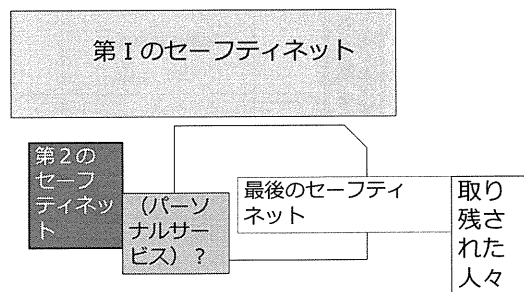 第Ｉのセーフティネット
第２の
セーフ
ティネッ
ト
（パーソ
ナルサー
ビス）？
最後のセーフティ
ネット
取り
残さ
れた
人々